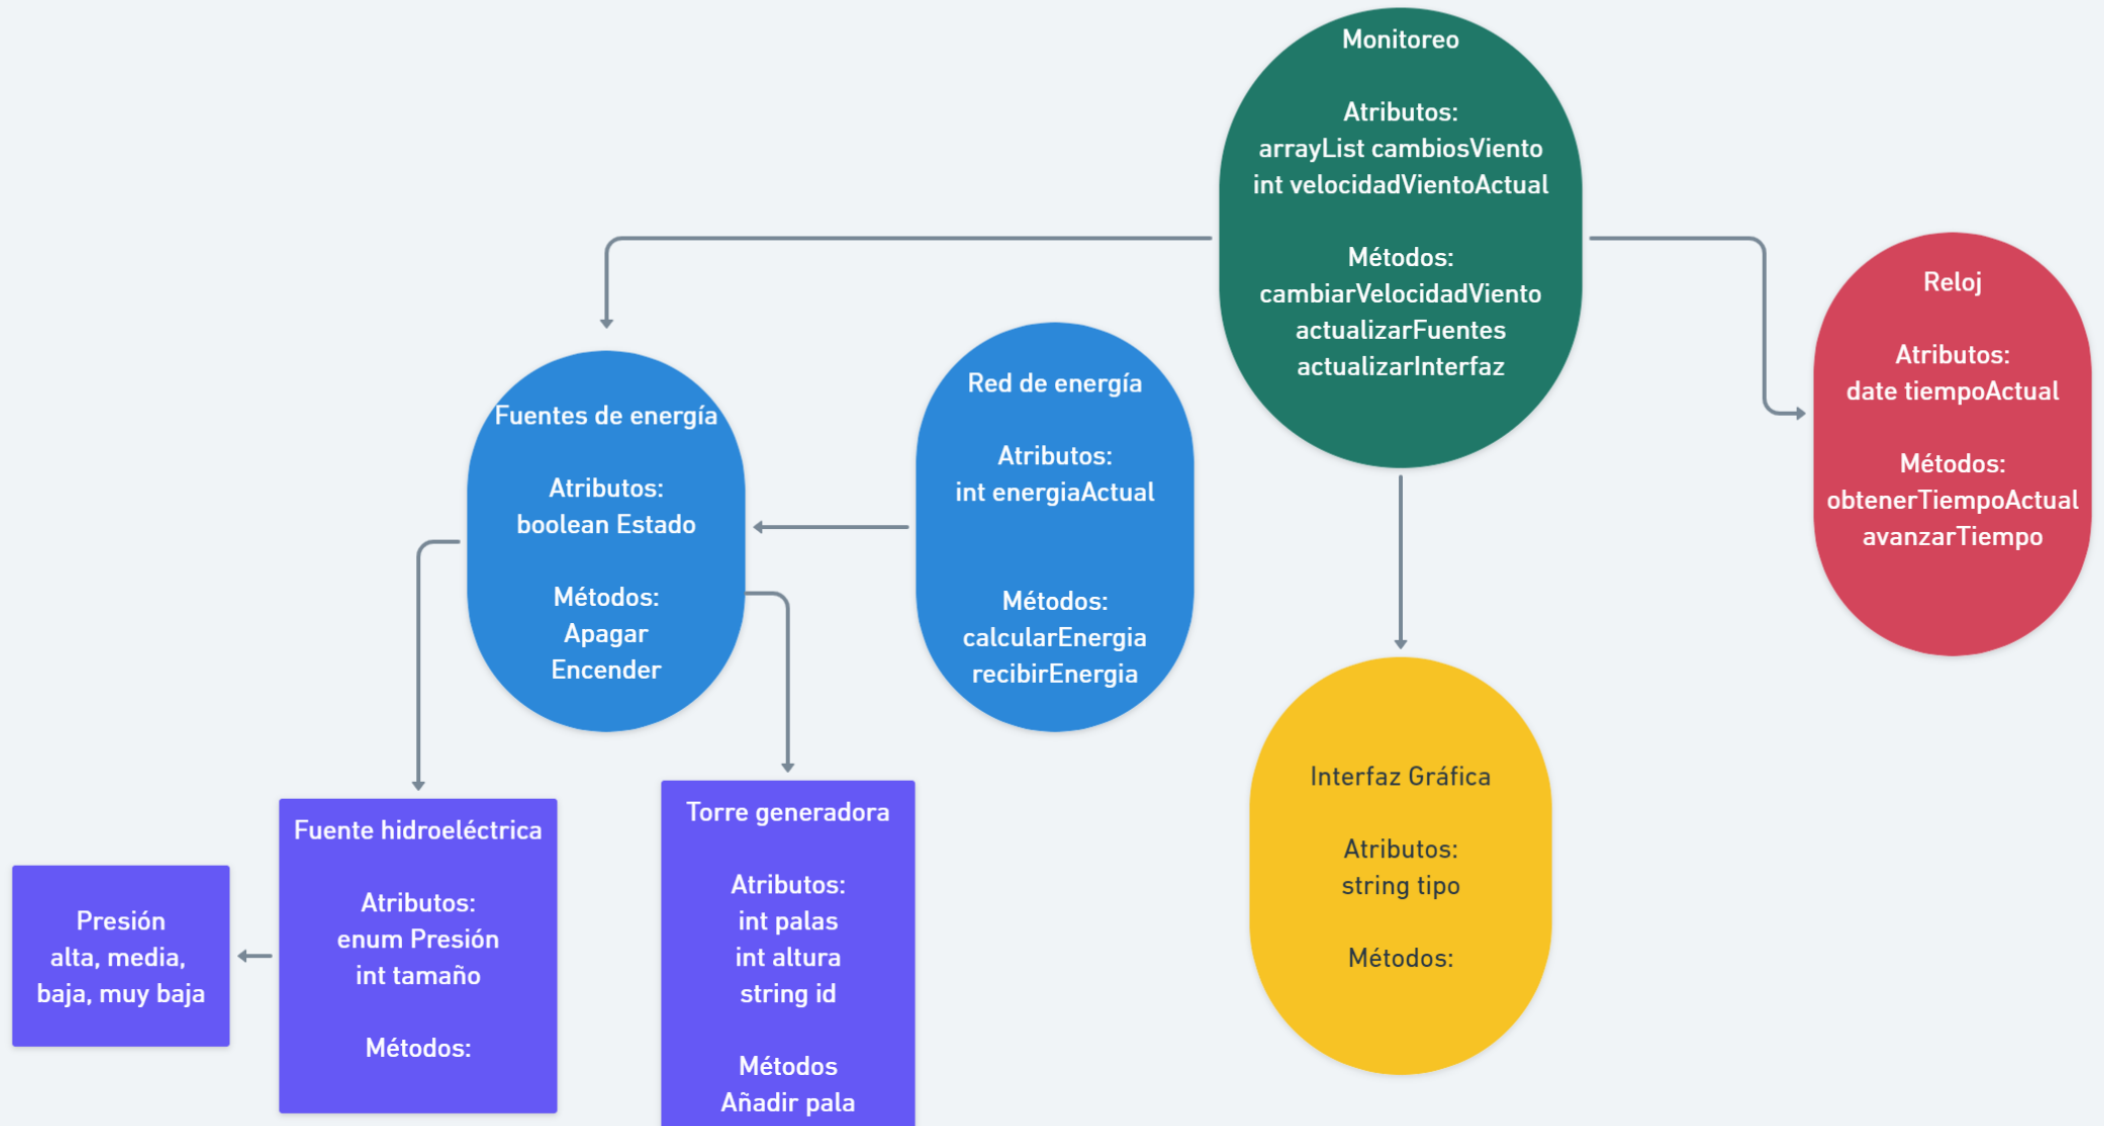 Monitoreo
Atributos:
arrayList cambiosViento
int velocidadVientoActual
Métodos:
cambiarVelocidadViento
actualizarFuentes
actualizarInterfaz
Reloj
Atributos:
date tiempoActual
Métodos:
obtenerTiempoActual
avanzarTiempo
Fuentes de energía
Atributos:
boolean Estado
Métodos:
Apagar
Encender
Red de energía
Atributos:
int energiaActual
Métodos:
calcularEnergia
recibirEnergia
Interfaz Gráfica
Atributos:
string tipo
Métodos:
Presión
alta, media,
baja, muy baja
Fuente hidroeléctrica
Atributos:
enum Presión
int tamaño
Métodos:
Torre generadora
Atributos:
int palas
int altura
string id
Métodos
Añadir pala